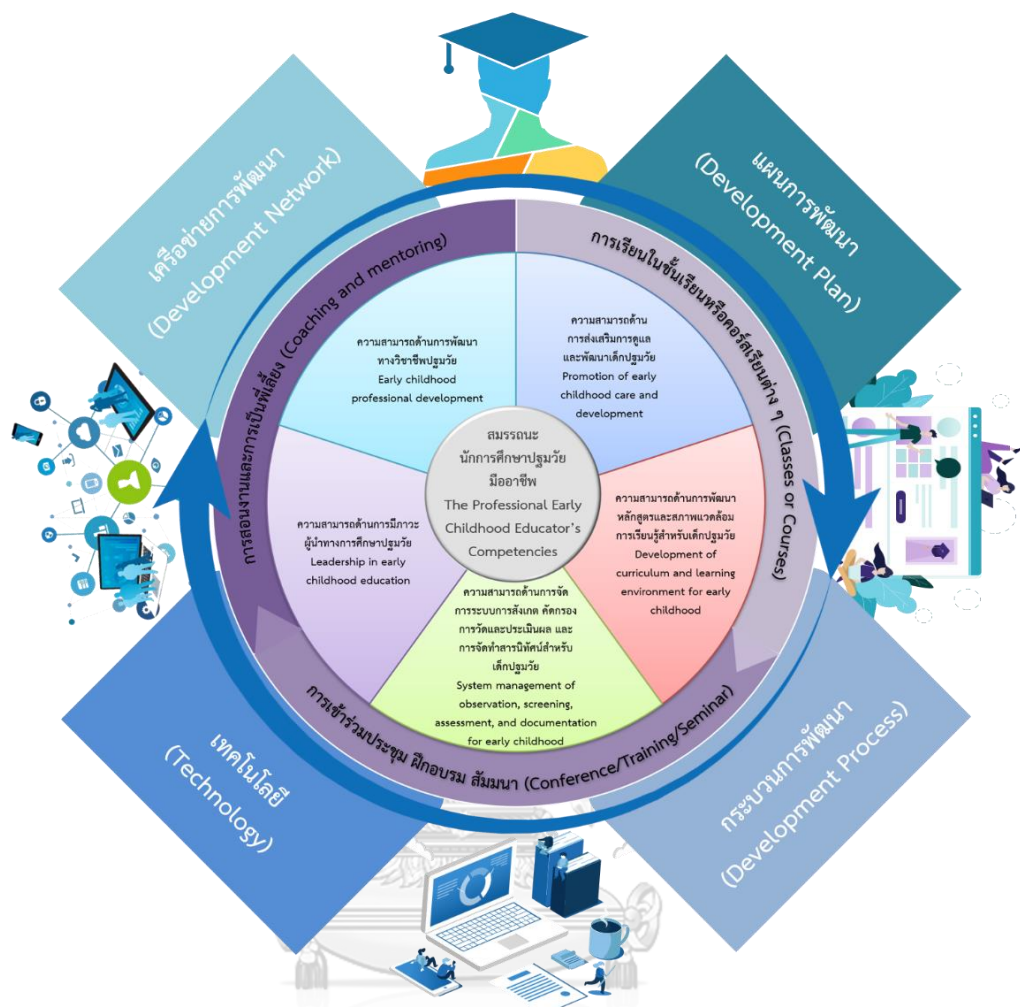 เครือข่ายการพัฒนา
(Development Network)
แผนการพัฒนา
(Development Plan)
การสอนงานและการเป็นพี่เลี้ยง (Coaching and mentoring)
การเรียนในชั้นเรียนหรือคอร์สเรียนต่าง ๆ (Classes or Courses)
ความสามารถด้านการพัฒนา
ทางวิชาชีพปฐมวัย
Early childhood
professional development
ความสามารถด้าน
การส่งเสริมการดูแล
และพัฒนาเด็กปฐมวัย
Promotion of early
childhood care and
development
สมรรถนะ
นักการศึกษาปฐมวัย
มืออาชีพ
The Professional Early
Childhood Educator's
Competencies
ความสามารถด้านการมีภาวะ
ผู้นำทางการศึกษาปฐมวัย
Leadership in early
childhood education
ความสามารถด้านการพัฒนา
หลักสูตรและสภาพแวดล้อม
การเรียนรู้สำหรับเด็กปฐมวัย
Development of
curriculum and learning
environment for early
childhood
ความสามารถด้านการจัด
การระบบการสังเกต คัดกรอง
การวัดและประเมินผล และ
การจัดทำสารนิทัศน์สำหรับ
เด็กปฐมวัย
System management of
observation, screening,
assessment, and documentation
for early childhood
การเข้าร่วมประชุม ฝึกอบรม สัมมนา (Conference/Training/Seminar)
เทคโนโลยี
(Technology)
กระบวนการพัฒนา
(Development Process)